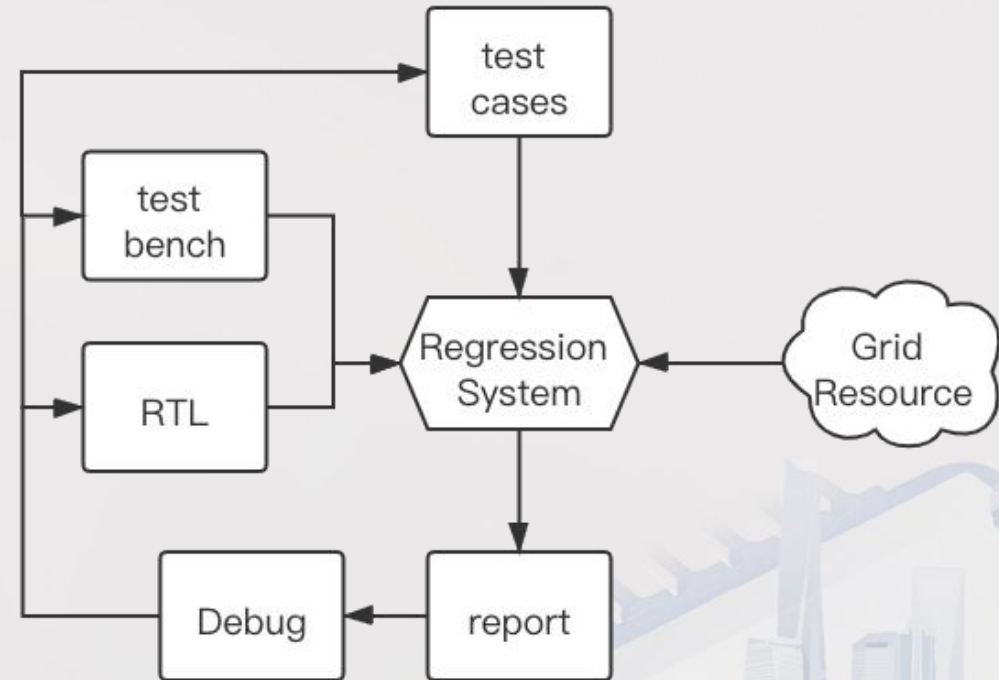 test
cases
test
bench
Regression
System
Grid
Resource
RTL
Debug
report